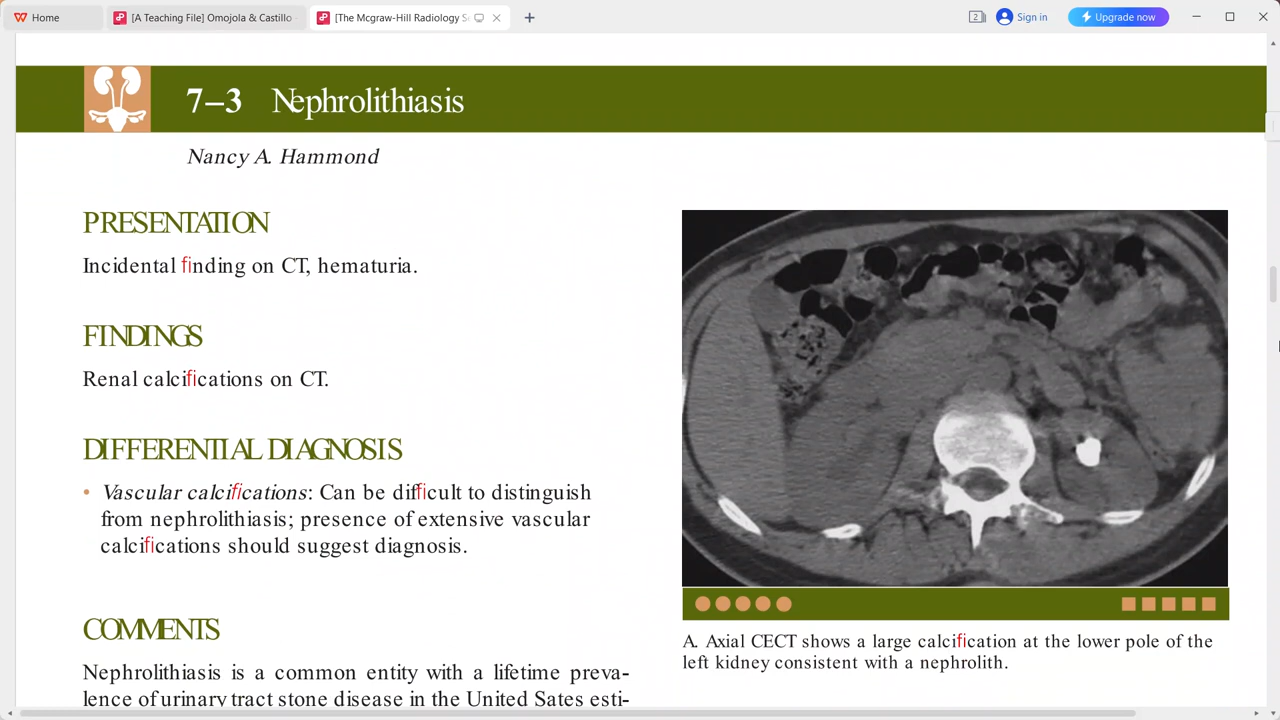 Home
[A Teaching File] Omojola & Castillo
[The Mcgraw-Hill Radiology S
2
Sign in
Upgrade now
7–3 Nephrolithiasis
Nancy A. Hammond
PRESENTATION
Incidental finding on CT, hematuria.
FINDINGS
Renal calcifications on CT.
DIFFERENTIAL DIAGNOSIS
• Vascular calcifications: Can be difficult to distinguish
from nephrolithiasis; presence of extensive vascular
calcifications should suggest diagnosis.
COMMENTS
Nephrolithiasis is a common entity with a lifetime preva-
lence of urinary tract stone disease in the United Sates esti-
A. Axial CECT shows a large calcification at the lower pole of the
left kidney consistent with a nephrolith.